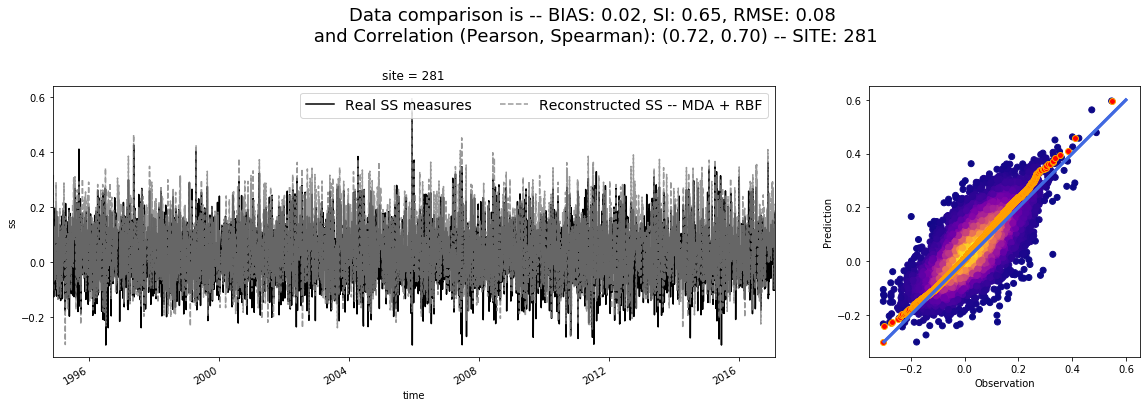 Data comparison is -- BIAS: 0.02, SI: 0.65, RMSE: 0.08
and Correlation (Pearson, Spearman): (0.72, 0.70) -- SITE: 281
site = 281
Real SS measures
Reconstructed SS -- MDA + RBF
ss
0.6
0.4
0.2
0.0
−0.2
1996
2000
2004
2008
2012
2016
time
Prediction
0.6
0.4
0.2
0.0
−0.2
−0.2
0.0
0.2
0.4
0.6
Observation